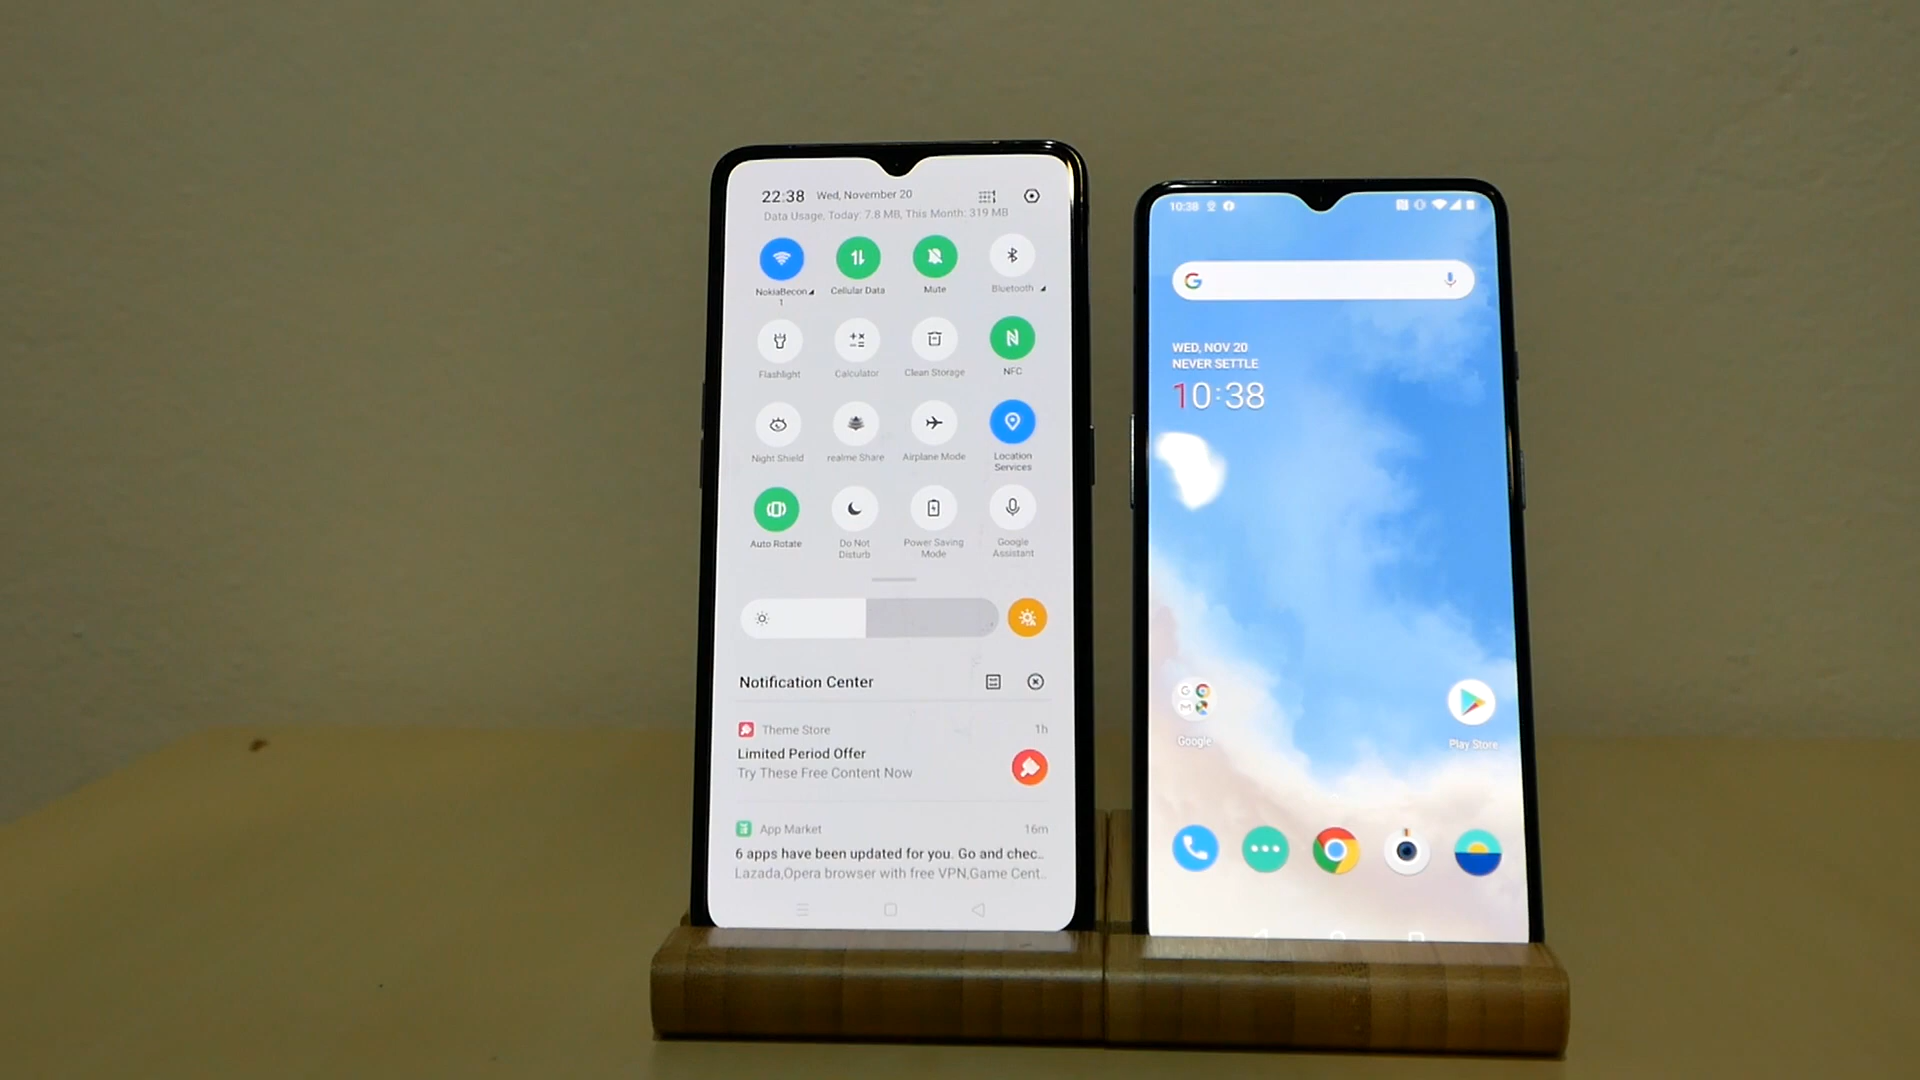 22:38 Wed, November 20
Data Usage, Today: 7.8 MB, This Month: 319 MB
NokiaBecon
1
Cellular Data
Mute
Bluetooth
Flashlight
Calculator
Clean Storage
NFC
Night Shield
realme Share
Airplane Mode
Location
Services
Auto Rotate
Do Not
Disturb
Power Saving
Mode
Google
Assistant
Notification Center
Theme Store 1h
Limited Period Offer
Try These Free Content Now
App Market 16m
6 apps have been updated for you. Go and chec..
Lazada,Opera browser with free VPN,Game Cent..
10:38
WED, NOV 20
NEVER SETTLE
10:38
Google
Play Store